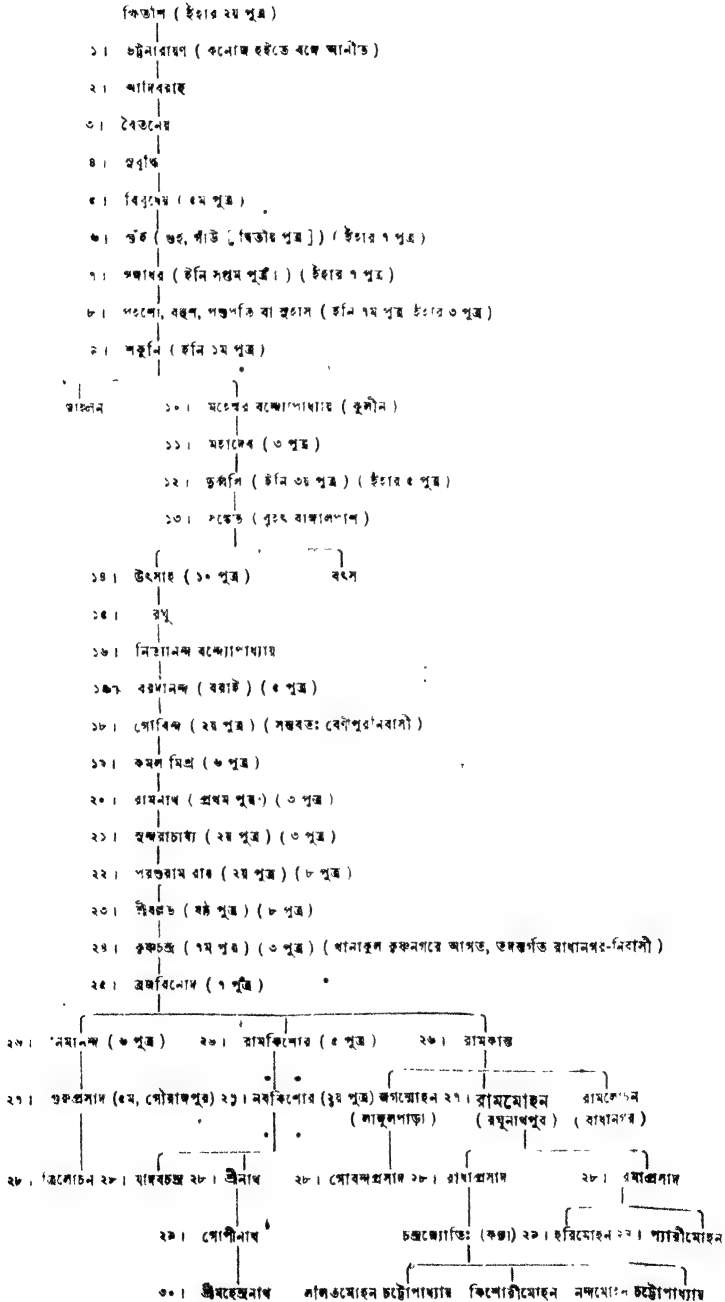 ক্ষিতীশ ( ইঁহার ২য় পুত্র )
১। ভট্টনারায়ণ ( কনোজ হইতে বঙ্গে আনীত )
২। আদিবরাহ
৩। বৈতনেয়
৪। সুবুদ্ধি
৫। বিবুধেয় ( ৫ম পুত্র )
৬। গুঁই ( গুহ, গাঁউ [ দ্বিতীয় পুত্র ] ) ( ইঁহার ৭ পুত্র )
৭। গঙ্গাধর ( ইনি সপ্তম পুত্র। ) ( ইঁহার ৭ পুত্র )
৮। পহশো, বহুশ, পশুপতি বা সুহাস ( ইনি ৭ম পুত্র ইঁহার ৩ পুত্র )
৯। শকুনি ( ইনি ১ম পুত্র )
জাহ্লন ১০। মহেশ্বর বন্দ্যোপাধ্যায় ( কুলীন )
১১। মহাদেব ( ৩ পুত্র )
১২। দুর্ব্বলি ( ইনি ৩য় পুত্র ) ( ইঁহার ৫ পুত্র )
১৩। সঙ্কেত ( বৃহৎ বাঙ্গালপাশ )
১৪। উৎসাহ ( ১০ পুত্র ) বৎস
১৫। রঘু
১৬। নিত্যানন্দ বন্দ্যোপাধ্যায়
১৭। বরদানন্দ ( বরাই ) ( ৫ পুত্র )
১৮। গোবিন্দ ( ২য় পুত্র ) ( সম্ভবতঃ বেণীপুরনিবাসী )
১৯। কমল মিশ্র ( ৬ পুত্র )
২০। রামনাথ ( প্রথম পুত্র ) ( ৩ পুত্র )
২১। সুন্দরাচার্য্য ( ২য় পুত্র ) ( ৩ পুত্র )
২২। পরশুরাম রায় ( ২য় পুত্র ) ( ৮ পুত্র )
২৩। শ্রীবল্লভ ( ষষ্ঠ পুত্র ) ( ৮ পুত্র )
২৪। কৃষ্ণচন্দ্র ( ৭ম পুত্র ) ( ৩ পুত্র ) ( খানাকুল কৃষ্ণনগরে আগত, তদন্তর্গত রাধানগর-নিবাসী )
২৫। ব্রজবিনোদ ( ৭ পুত্র )
২৬। নিমানন্দ ( ৬ পুত্র ) ২৬। রামকিশোর ( ৫ পুত্র ) ২৬। রামকান্ত
২৭। গুরুপ্রসাদ (৫ম, গৌরাঙ্গপুর) ২৭। নবকিশোর (২য় পুত্র) জগন্মোহন ২৭। রামমোহন রামলোচন
( লাঙ্গুলপাড়া ) ( রঘুনাথপুর ) ( রাধানগর )
২৮। ত্রিলোচন ২৮। যাদবচন্দ্র ২৮। শ্রীনাথ ২৮। গোবিন্দপ্রসাদ ২৮। রাধাপ্রসাদ ২৮। রমাপ্রসাদ
২৯। গোপীনাথ চন্দ্রজ্যোতিঃ (কন্যা) ২৯। হরিমোহন ২৯। প্যারীমোহন
৩০। শ্রীমহেন্দ্রনাথ ললিতমোহন চট্টোপাধ্যায় কিশোরীমোহন নন্দমোহন চট্টোপাধ্যায়